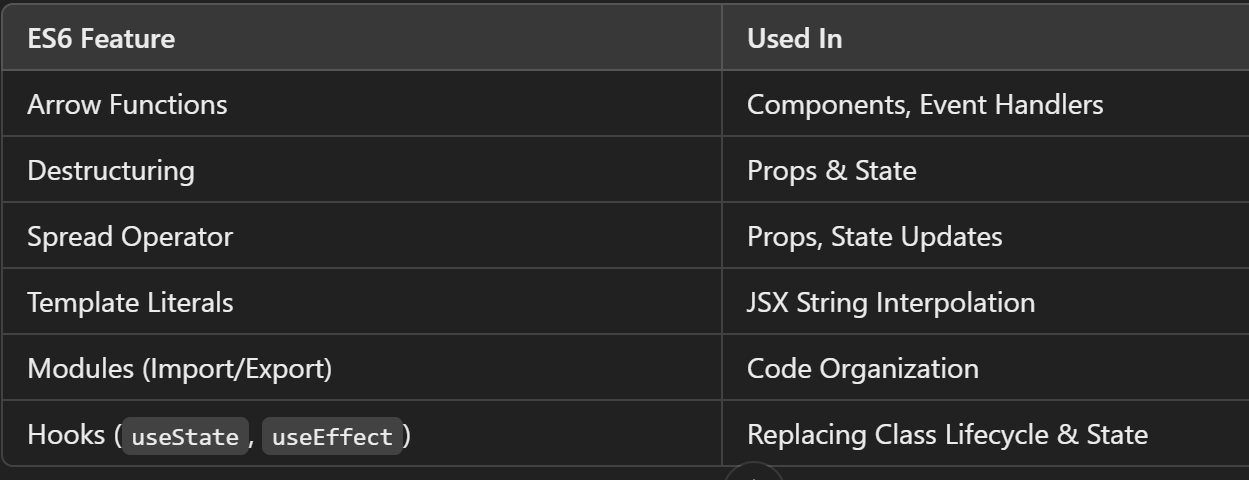 ES6 Feature Used In
Arrow Functions Components, Event Handlers
Destructuring Props & State
Spread Operator Props, State Updates
Template Literals JSX String Interpolation
Modules (Import/Export) Code Organization
Hooks (useState, useEffect) Replacing Class Lifecycle & State